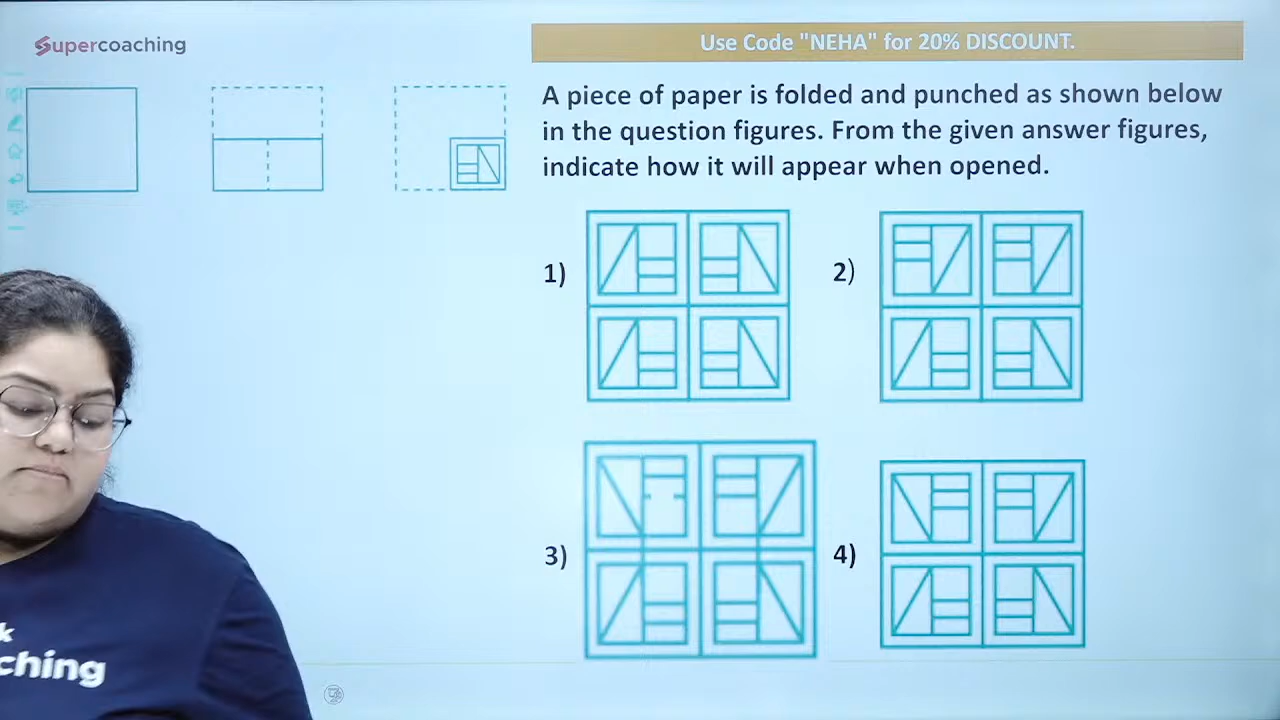 Supercoaching
Use Code "NEHA" for 20% DISCOUNT.
A piece of paper is folded and punched as shown below
in the question figures. From the given answer figures,
indicate how it will appear when opened.
1)
2)
3)
4)
k
ching